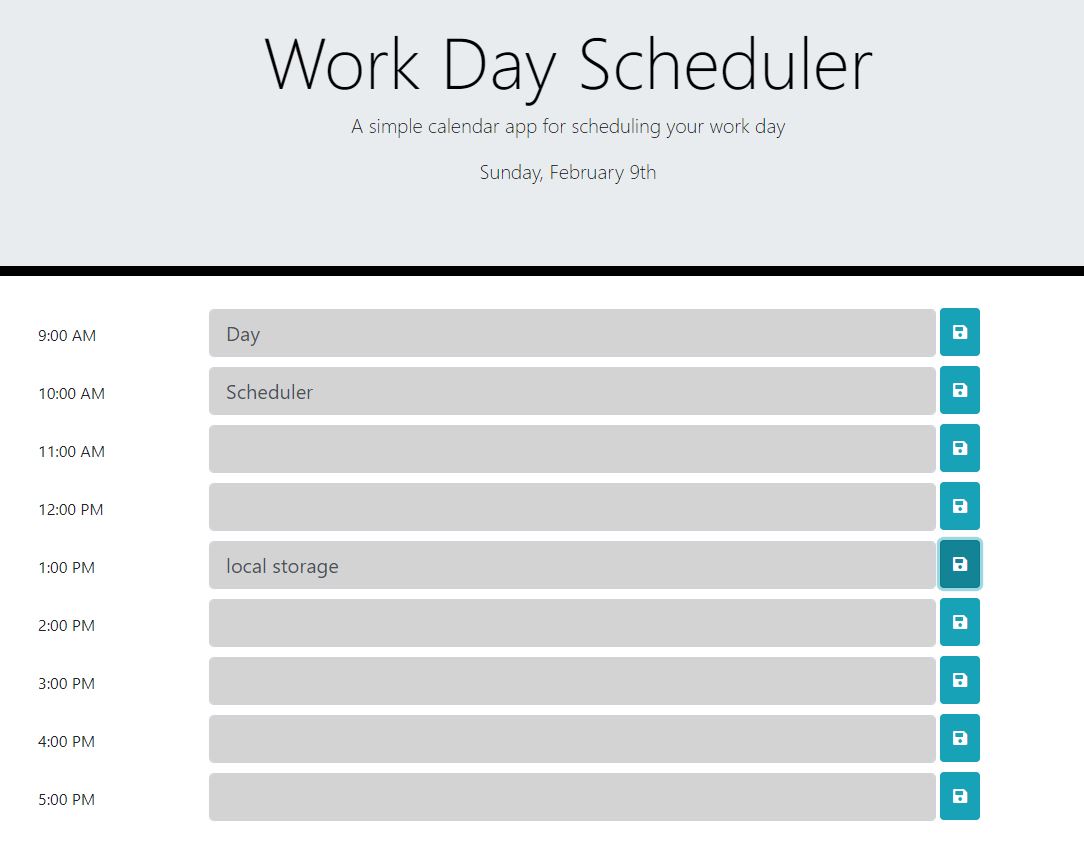 Work Day Scheduler
A simple calendar app for scheduling your work day
Sunday, February 9th
9:00 AM Day
10:00 AM Scheduler
11:00 AM
12:00 PM
1:00 PM local storage
2:00 PM
3:00 PM
4:00 PM
5:00 PM